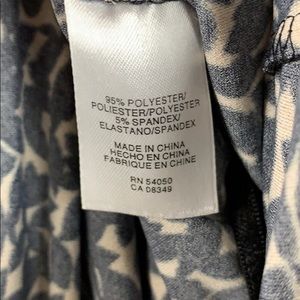 95% POLYESTER/
POLIESTER/POLYESTER
5% SPANDEX/
ELASTANO/SPANDEX
MADE IN CHINA
HECHO EN CHINA
FABRIQUE EN CHINE
RN 54050
CA 08349